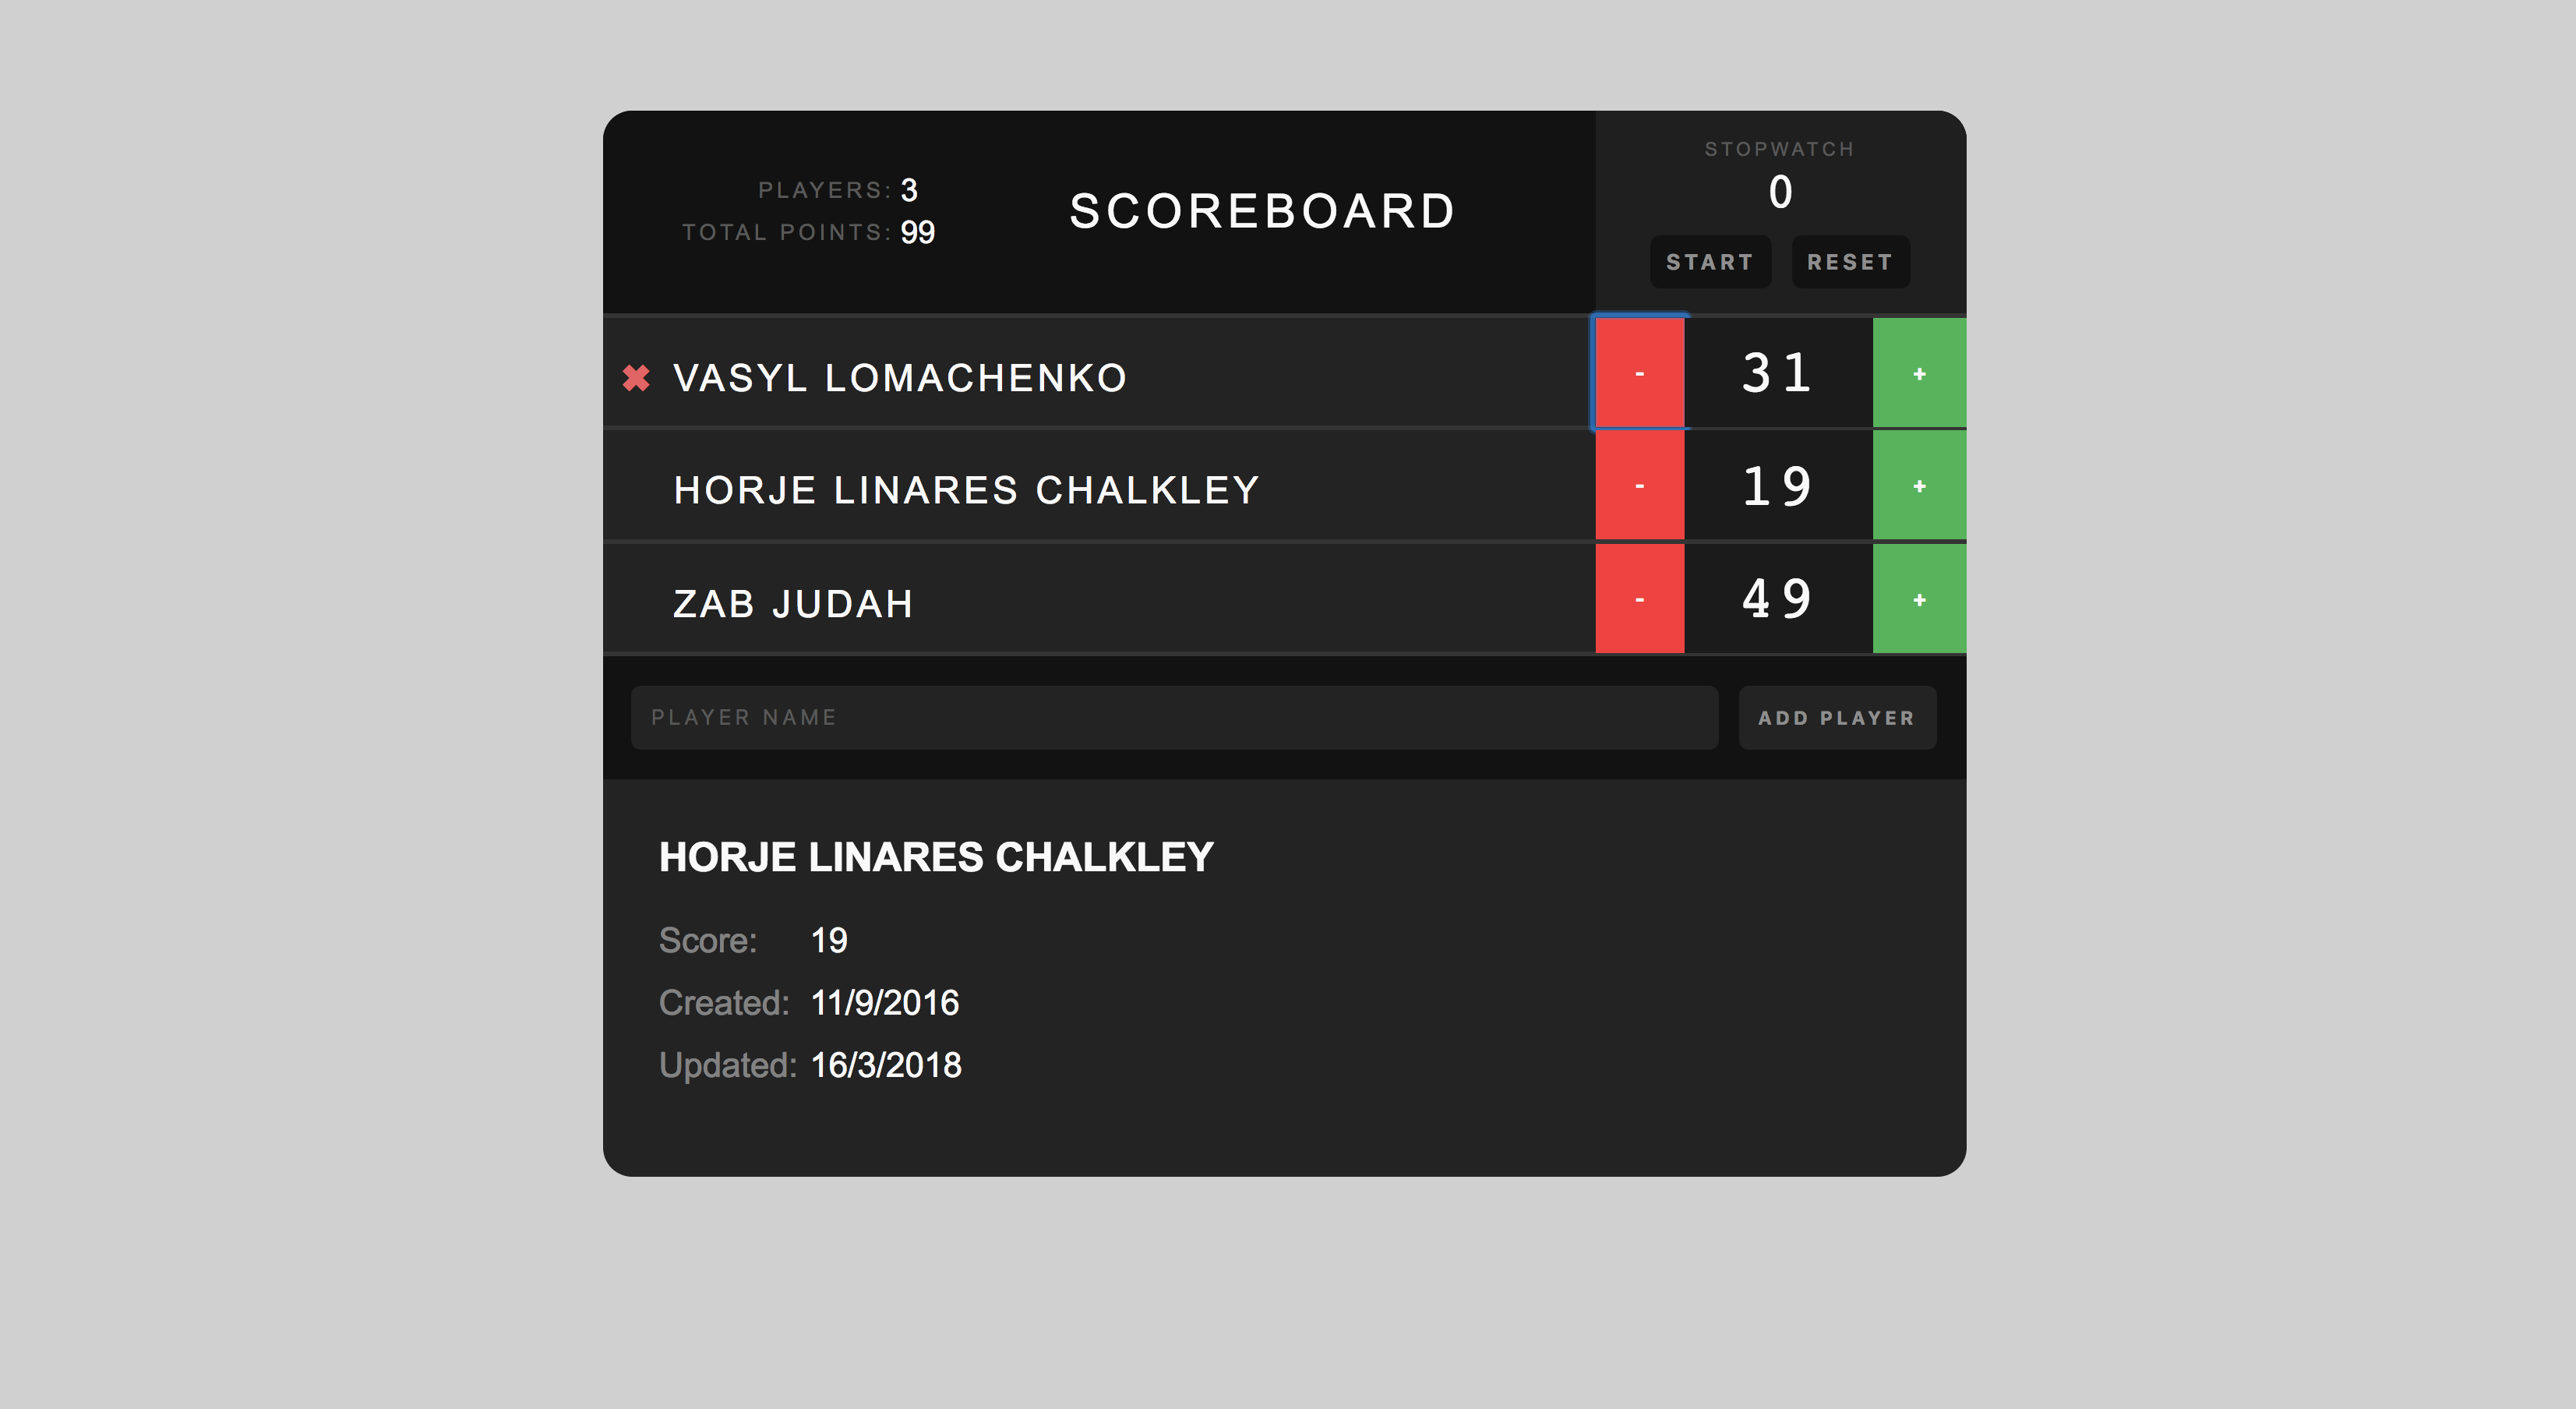 PLAYERS: 3
TOTAL POINTS: 99
SCOREBOARD
STOPWATCH
0
START RESET
✖ VASYL LOMACHENKO - 31 +
HORJE LINARES CHALKLEY - 19 +
ZAB JUDAH - 49 +
PLAYER NAME ADD PLAYER
HORJE LINARES CHALKLEY
Score: 19
Created: 11/9/2016
Updated: 16/3/2018